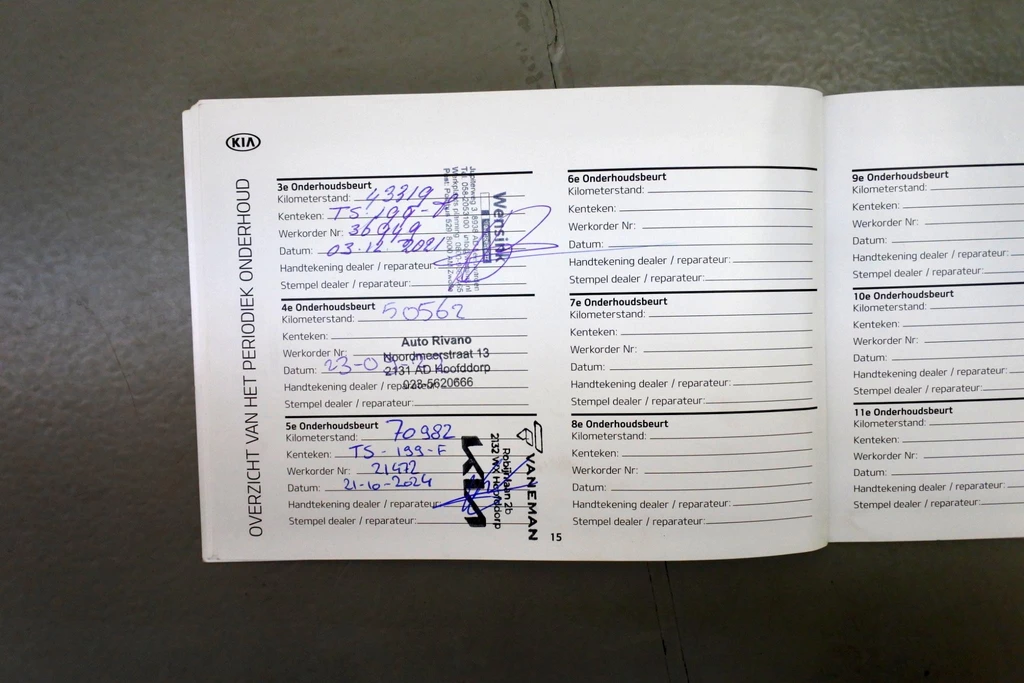 KIA
OVERZICHT VAN HET PERIODIEK ONDERHOUD
3e Onderhoudsbeurt
Kilometerstand: 43319
Kenteken: TS-199-F
Werkorder Nr: 36949
Datum: 03-12-2021
Handtekening dealer / reparateur:
Stempel dealer / reparateur:
Wensink
4e Onderhoudsbeurt
Kilometerstand: 50562
Kenteken:
Werkorder Nr:
Datum: 23-0
Handtekening dealer / reparateur:
Stempel dealer / reparateur:
Auto Rivano
Noordmeerstraat 13
2131 AD Hoofddorp
023-5620666
5e Onderhoudsbeurt
Kilometerstand: 70982
Kenteken: TS-199-F
Werkorder Nr: 21472
Datum: 21-10-2024
Handtekening dealer / reparateur:
Stempel dealer / reparateur:
VANEMAN
Robijnlaan 2b
2132 WX Hoofddorp
KIA
15
6e Onderhoudsbeurt
Kilometerstand:
Kenteken:
Werkorder Nr:
Datum:
Handtekening dealer / reparateur:
Stempel dealer / reparateur:
7e Onderhoudsbeurt
Kilometerstand:
Kenteken:
Werkorder Nr:
Datum:
Handtekening dealer / reparateur:
Stempel dealer / reparateur:
8e Onderhoudsbeurt
Kilometerstand:
Kenteken:
Werkorder Nr:
Datum:
Handtekening dealer / reparateur:
Stempel dealer / reparateur:
9e Onderhoudsbeurt
Kilometerstand:
Kenteken:
Werkorder Nr:
Datum:
Handtekening dealer / reparateur:
Stempel dealer / reparateur:
10e Onderhoudsbeurt
Kilometerstand:
Kenteken:
Werkorder Nr:
Datum:
Handtekening dealer / reparateur:
Stempel dealer / reparateur:
11e Onderhoudsbeurt
Kilometerstand:
Kenteken:
Werkorder Nr:
Datum:
Handtekening dealer / reparateur:
Stempel dealer / reparateur: